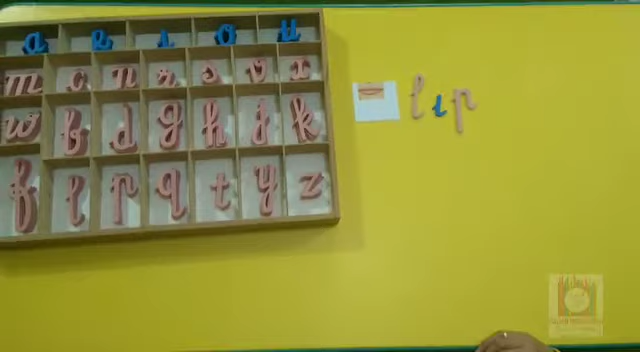 a e i o u
m c n r s v x
w b d g h j k
f l p q t y z
lip